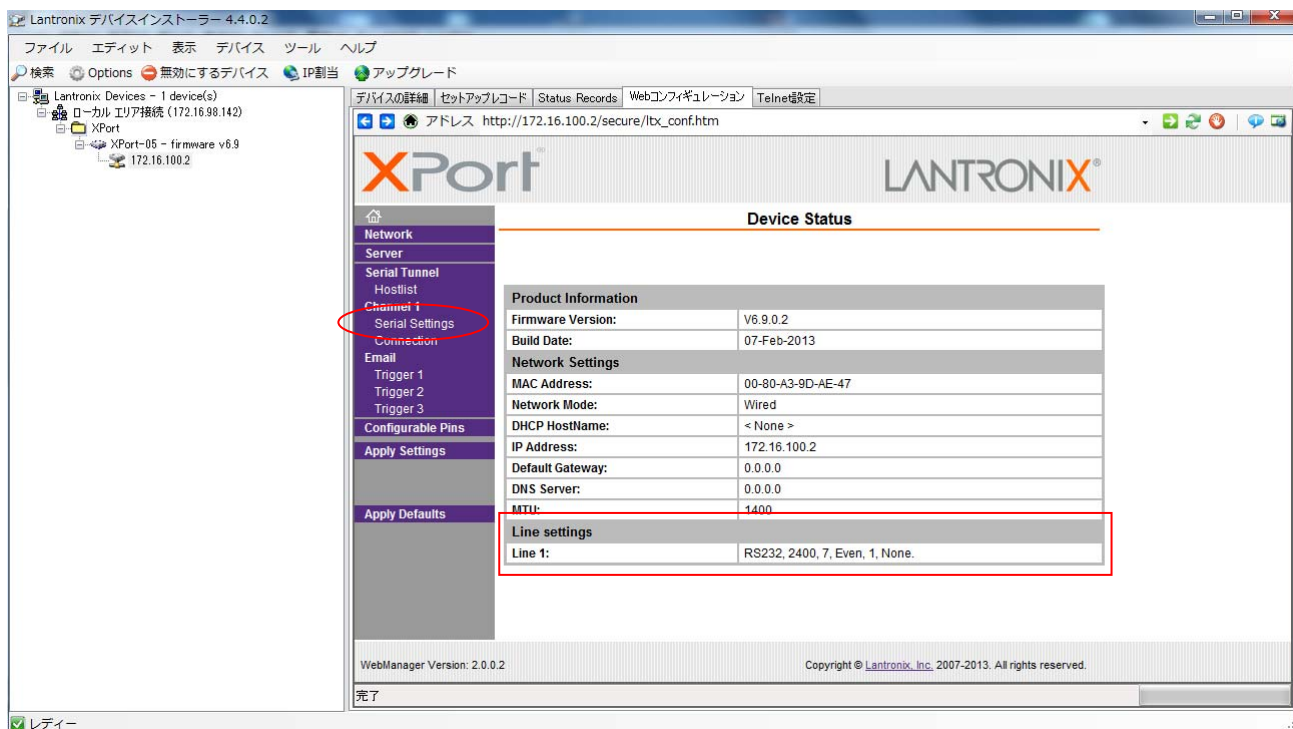 Lantronix デバイスインストーラー 4.4.0.2
ファイル エディット 表示 デバイス ツール ヘルプ
検索 Options 無効にするデバイス IP割当 アップグレード
Lantronix Devices - 1 device(s)
ローカル エリア接続 (172.16.98.142)
XPort
XPort-05 - firmware v6.9
172.16.100.2
デバイスの詳細 セットアップレコード Status Records Webコンフィギュレーション Telnet設定
アドレス http://172.16.100.2/secure/ltx_conf.htm
XPort®
LANTRONIX®
Network
Server
Serial Tunnel
Hostlist
Channel 1
Serial Settings
Connection
Email
Trigger 1
Trigger 2
Trigger 3
Configurable Pins
Apply Settings
Apply Defaults
Device Status
Product Information
Firmware Version: V6.9.0.2
Build Date: 07-Feb-2013
Network Settings
MAC Address: 00-80-A3-9D-AE-47
Network Mode: Wired
DHCP HostName: < None >
IP Address: 172.16.100.2
Default Gateway: 0.0.0.0
DNS Server: 0.0.0.0
MTU: 1400
Line settings
Line 1: RS232, 2400, 7, Even, 1, None.
WebManager Version: 2.0.0.2
Copyright © Lantronix, Inc. 2007-2013. All rights reserved.
完了
レディー